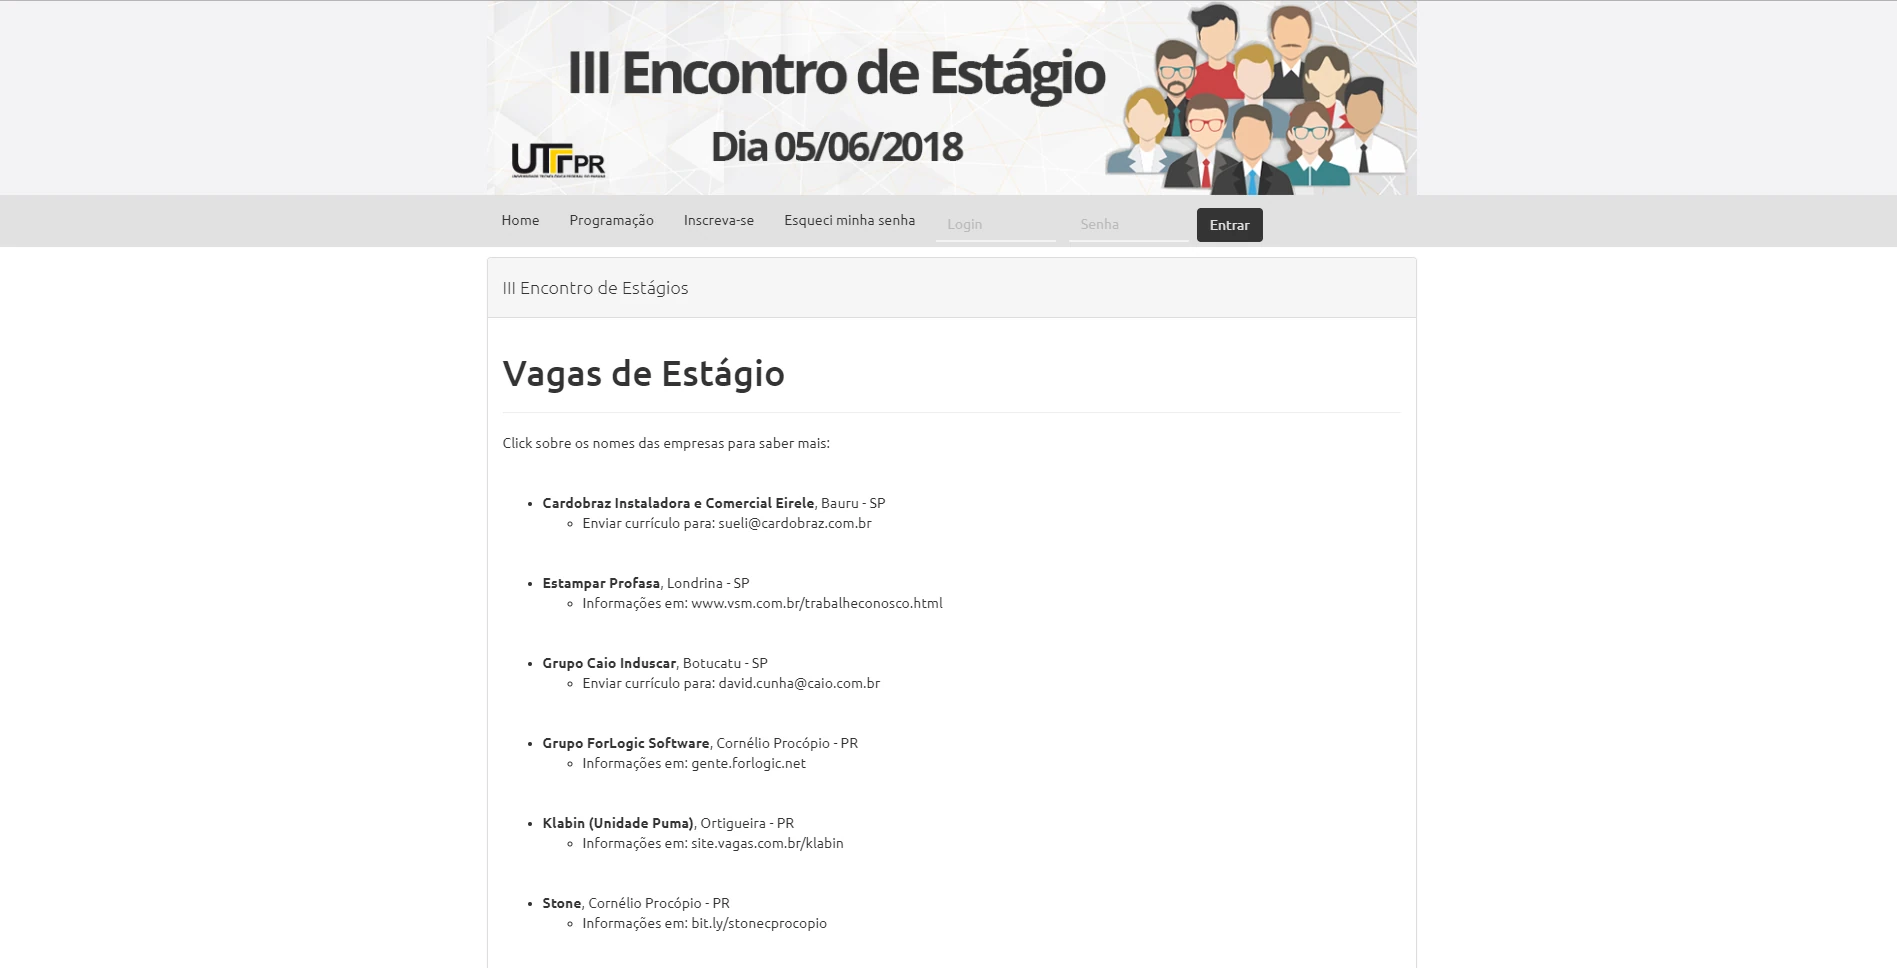 III Encontro de Estágio
Dia 05/06/2018
UTFPR
Home Programação Inscreva-se Esqueci minha senha Login Senha Entrar
III Encontro de Estágios
Vagas de Estágio
Click sobre os nomes das empresas para saber mais:
Cardobraz Instaladora e Comercial Eirele, Bauru - SP
Enviar currículo para: sueli@cardobraz.com.br
Estampar Profasa, Londrina - SP
Informações em: www.vsm.com.br/trabalheconosco.html
Grupo Caio Induscar, Botucatu - SP
Enviar currículo para: david.cunha@caio.com.br
Grupo ForLogic Software, Cornélio Procópio - PR
Informações em: gente.forlogic.net
Klabin (Unidade Puma), Ortigueira - PR
Informações em: site.vagas.com.br/klabin
Stone, Cornélio Procópio - PR
Informações em: bit.ly/stonecprocopio